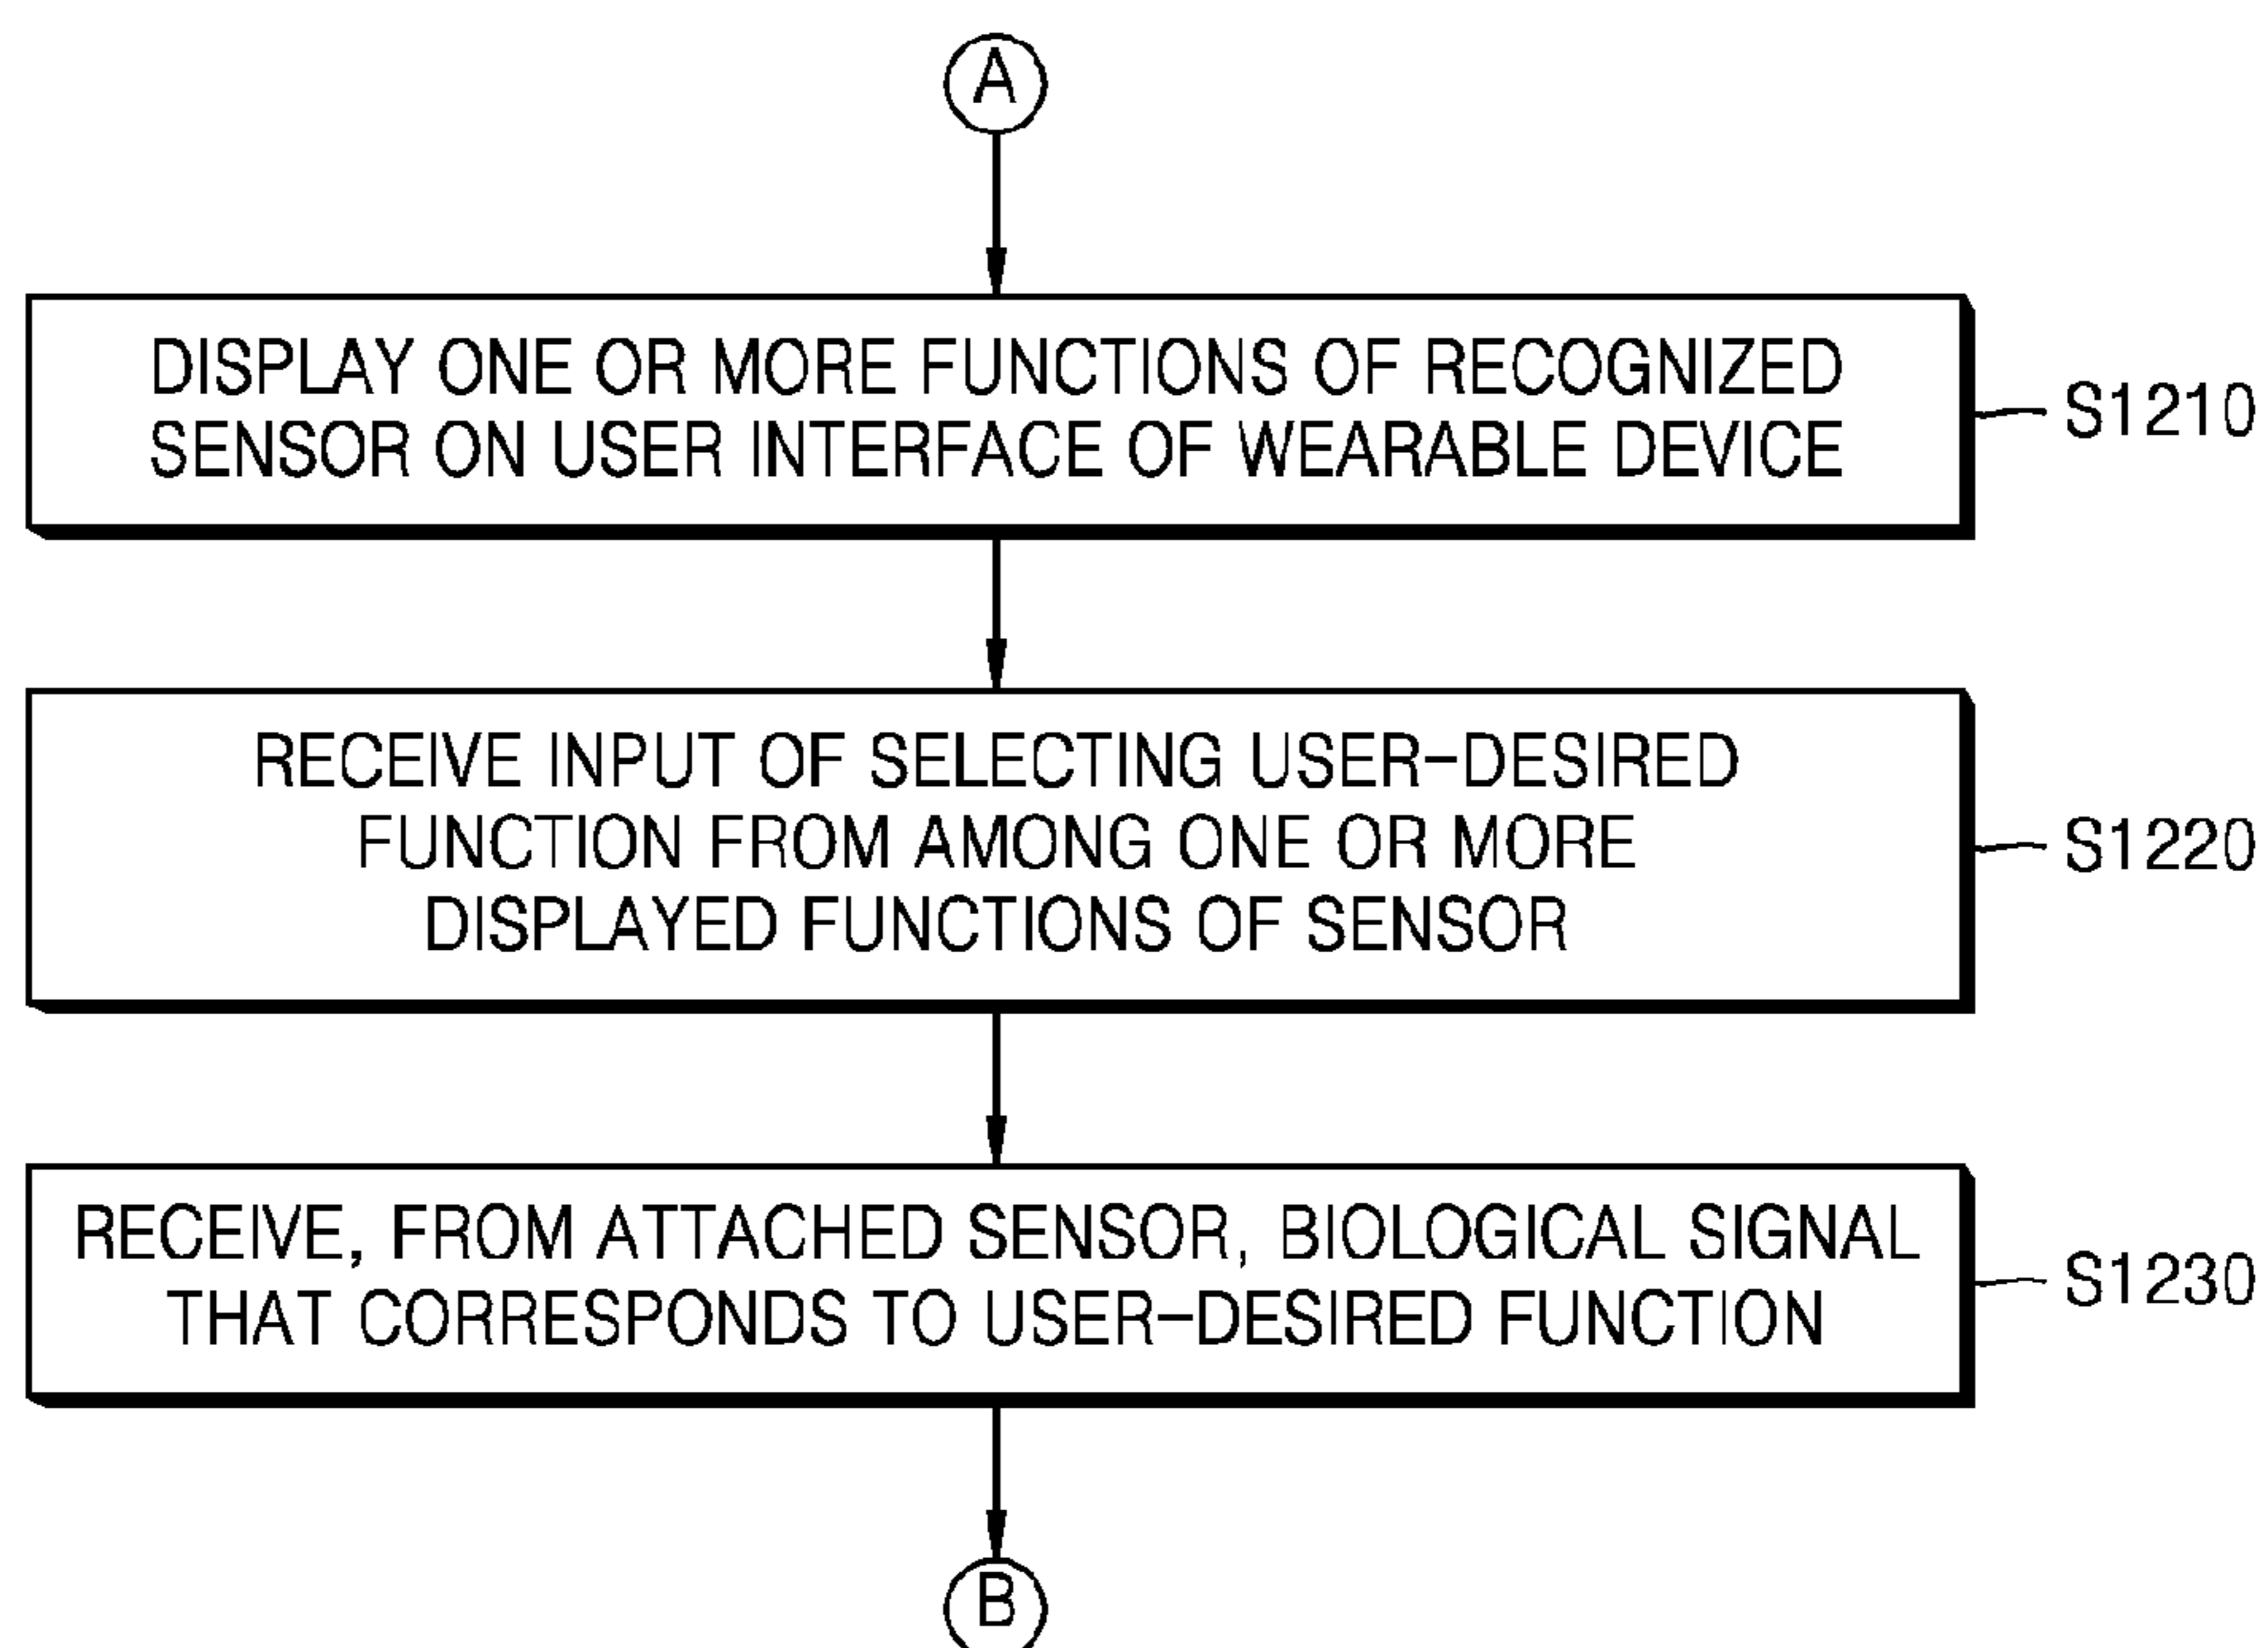 A
DISPLAY ONE OR MORE FUNCTIONS OF RECOGNIZED
SENSOR ON USER INTERFACE OF WEARABLE DEVICE
S1210
RECEIVE INPUT OF SELECTING USER-DESIRED
FUNCTION FROM AMONG ONE OR MORE
DISPLAYED FUNCTIONS OF SENSOR
S1220
RECEIVE, FROM ATTACHED SENSOR, BIOLOGICAL SIGNAL
THAT CORRESPONDS TO USER-DESIRED FUNCTION
S1230
B